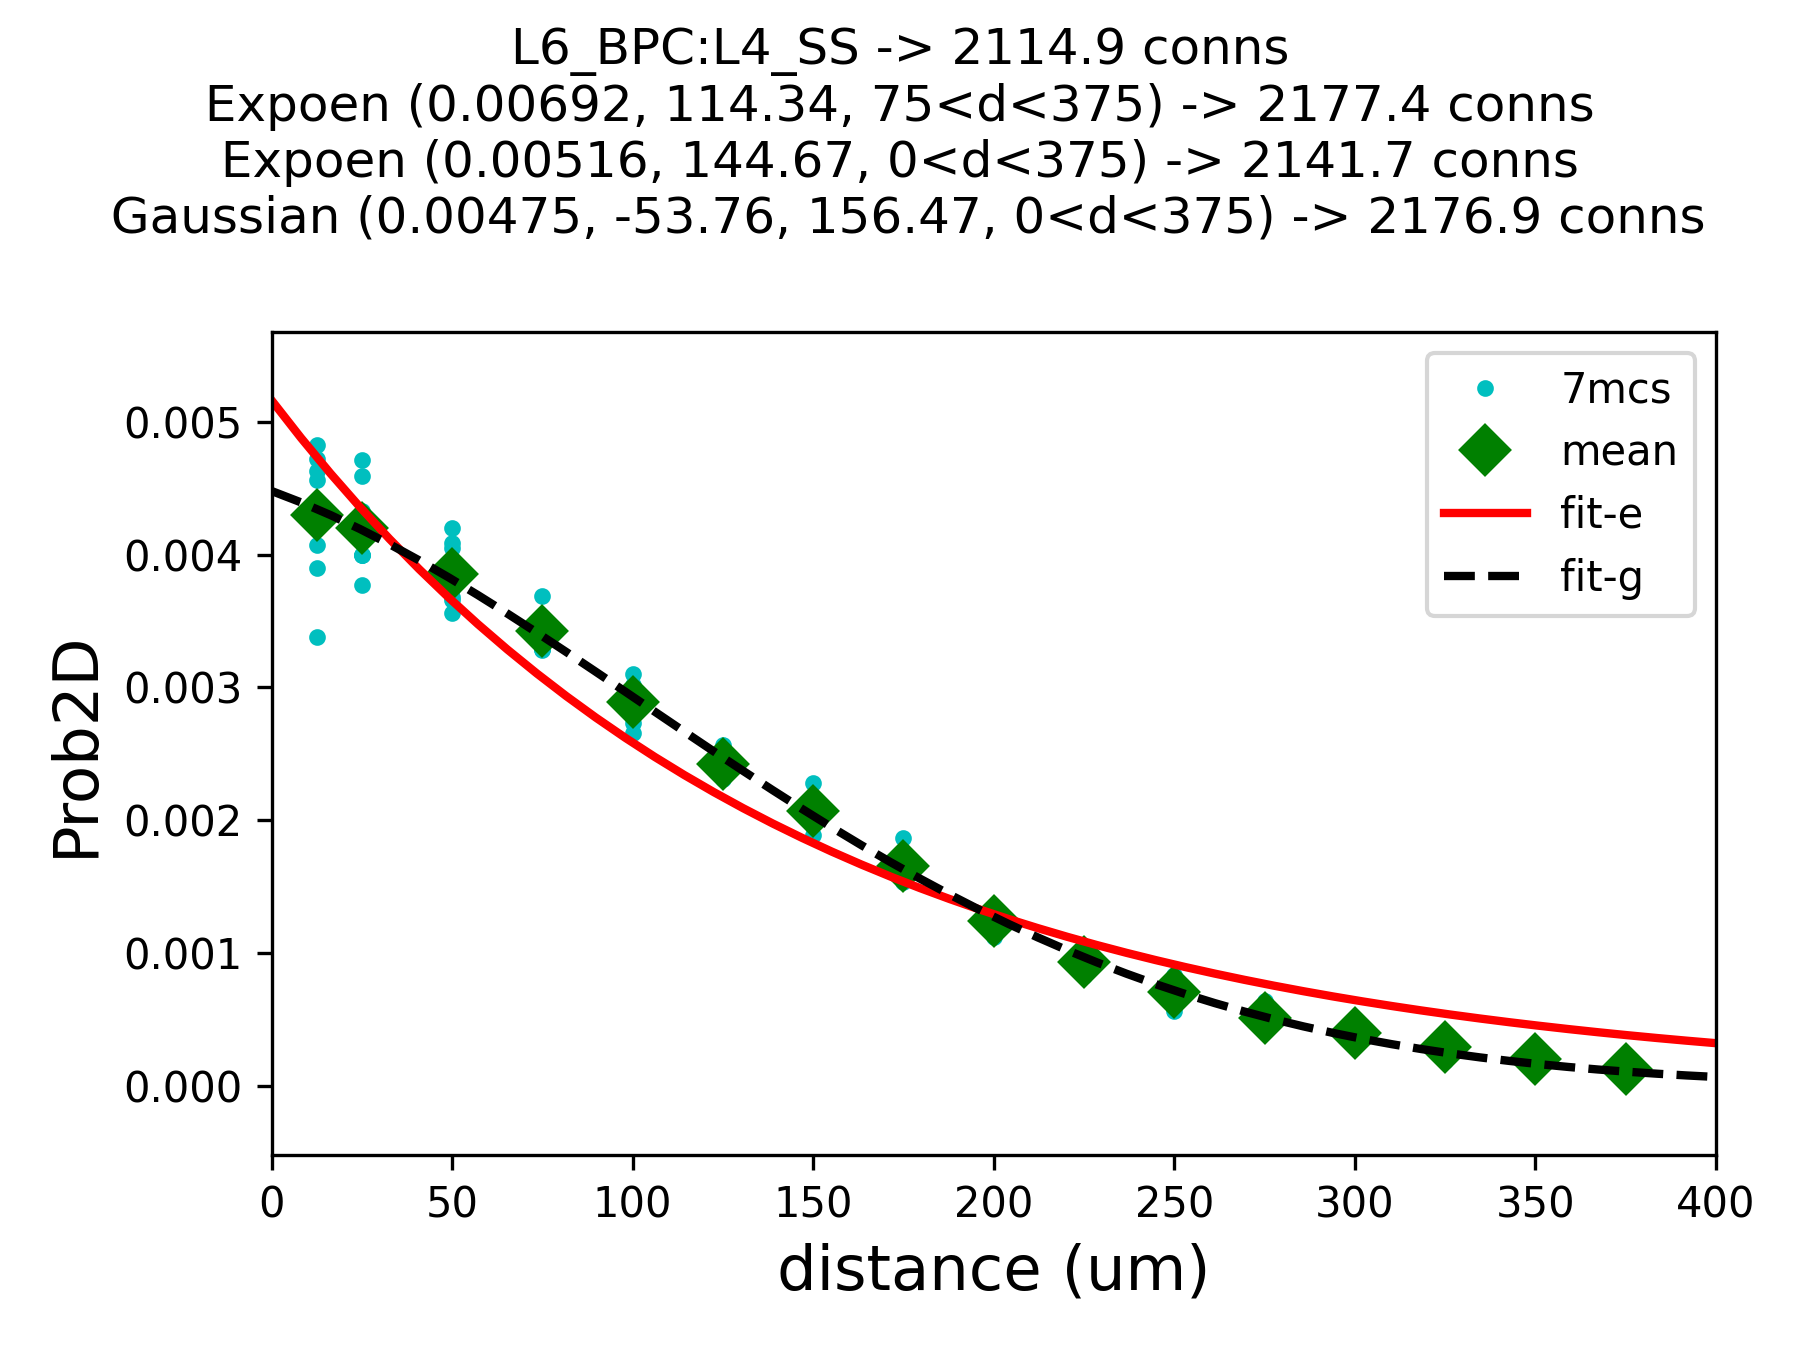 L6_BPC:L4_SS -> 2114.9 conns
Expoen (0.00692, 114.34, 75<d<375) -> 2177.4 conns
Expoen (0.00516, 144.67, 0<d<375) -> 2141.7 conns
Gaussian (0.00475, -53.76, 156.47, 0<d<375) -> 2176.9 conns
7mcs
mean
fit-e
fit-g
Prob2D
0.005
0.004
0.003
0.002
0.001
0.000
0 50 100 150 200 250 300 350 400
distance (um)